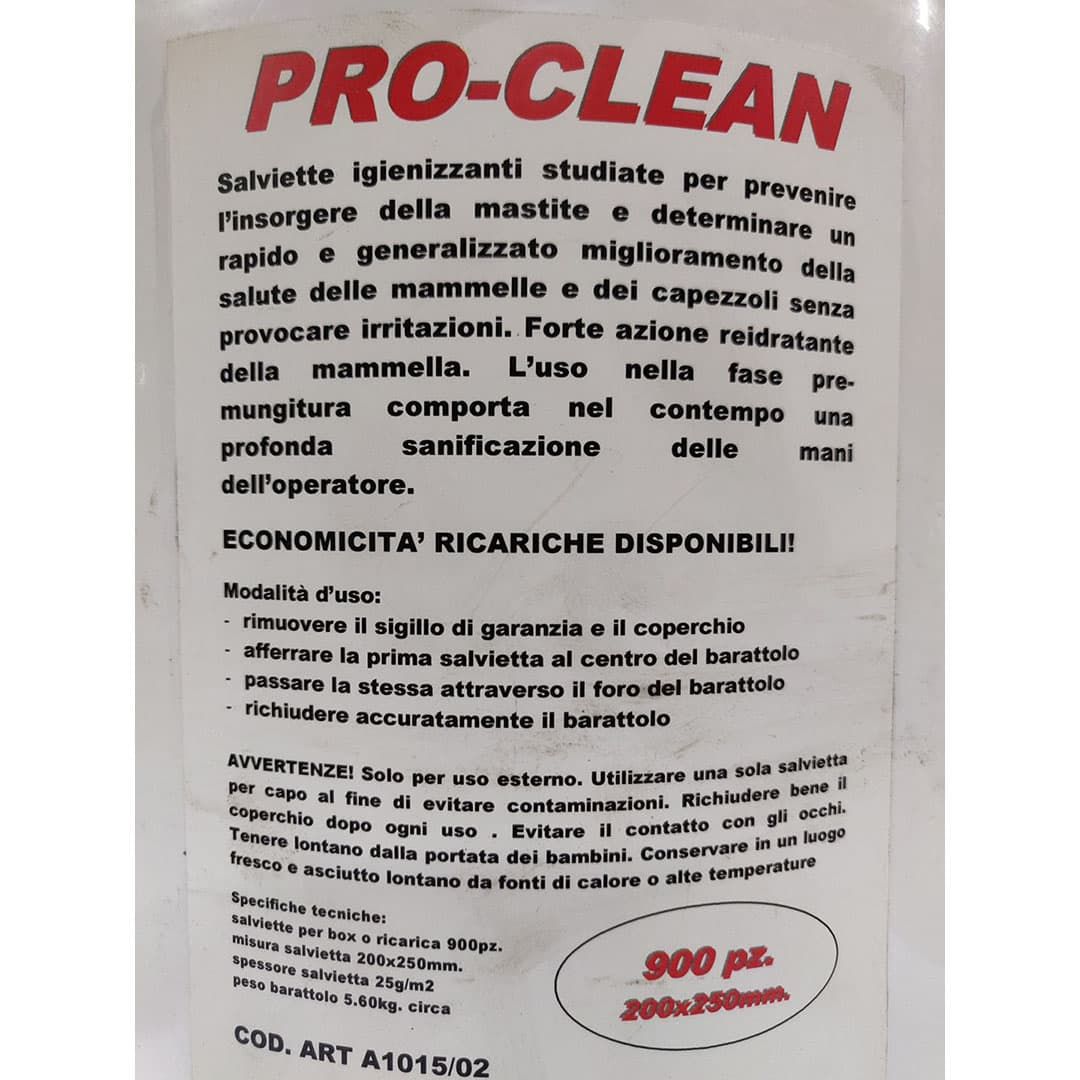 PRO-CLEAN
Salviette igienizzanti studiate per prevenire
l'insorgere della mastite e determinare un
rapido e generalizzato miglioramento della
salute delle mammelle e dei capezzoli senza
provocare irritazioni. Forte azione reidratante
della mammella. L'uso nella fase pre-
mungitura comporta nel contempo una
profonda sanificazione delle mani
dell'operatore.
ECONOMICITA' RICARICHE DISPONIBILI!
Modalità d'uso:
- rimuovere il sigillo di garanzia e il coperchio
- afferrare la prima salvietta al centro del barattolo
- passare la stessa attraverso il foro del barattolo
- richiudere accuratamente il barattolo
AVVERTENZE! Solo per uso esterno. Utilizzare una sola salvietta
per capo al fine di evitare contaminazioni. Richiudere bene il
coperchio dopo ogni uso . Evitare il contatto con gli occhi.
Tenere lontano dalla portata dei bambini. Conservare in un luogo
fresco e asciutto lontano da fonti di calore o alte temperature
Specifiche tecniche:
salviette per box o ricarica 900pz.
misura salvietta 200x250mm.
spessore salvietta 25g/m2
peso barattolo 5.60kg. circa
900 pz.
200x250mm.
COD. ART A1015/02